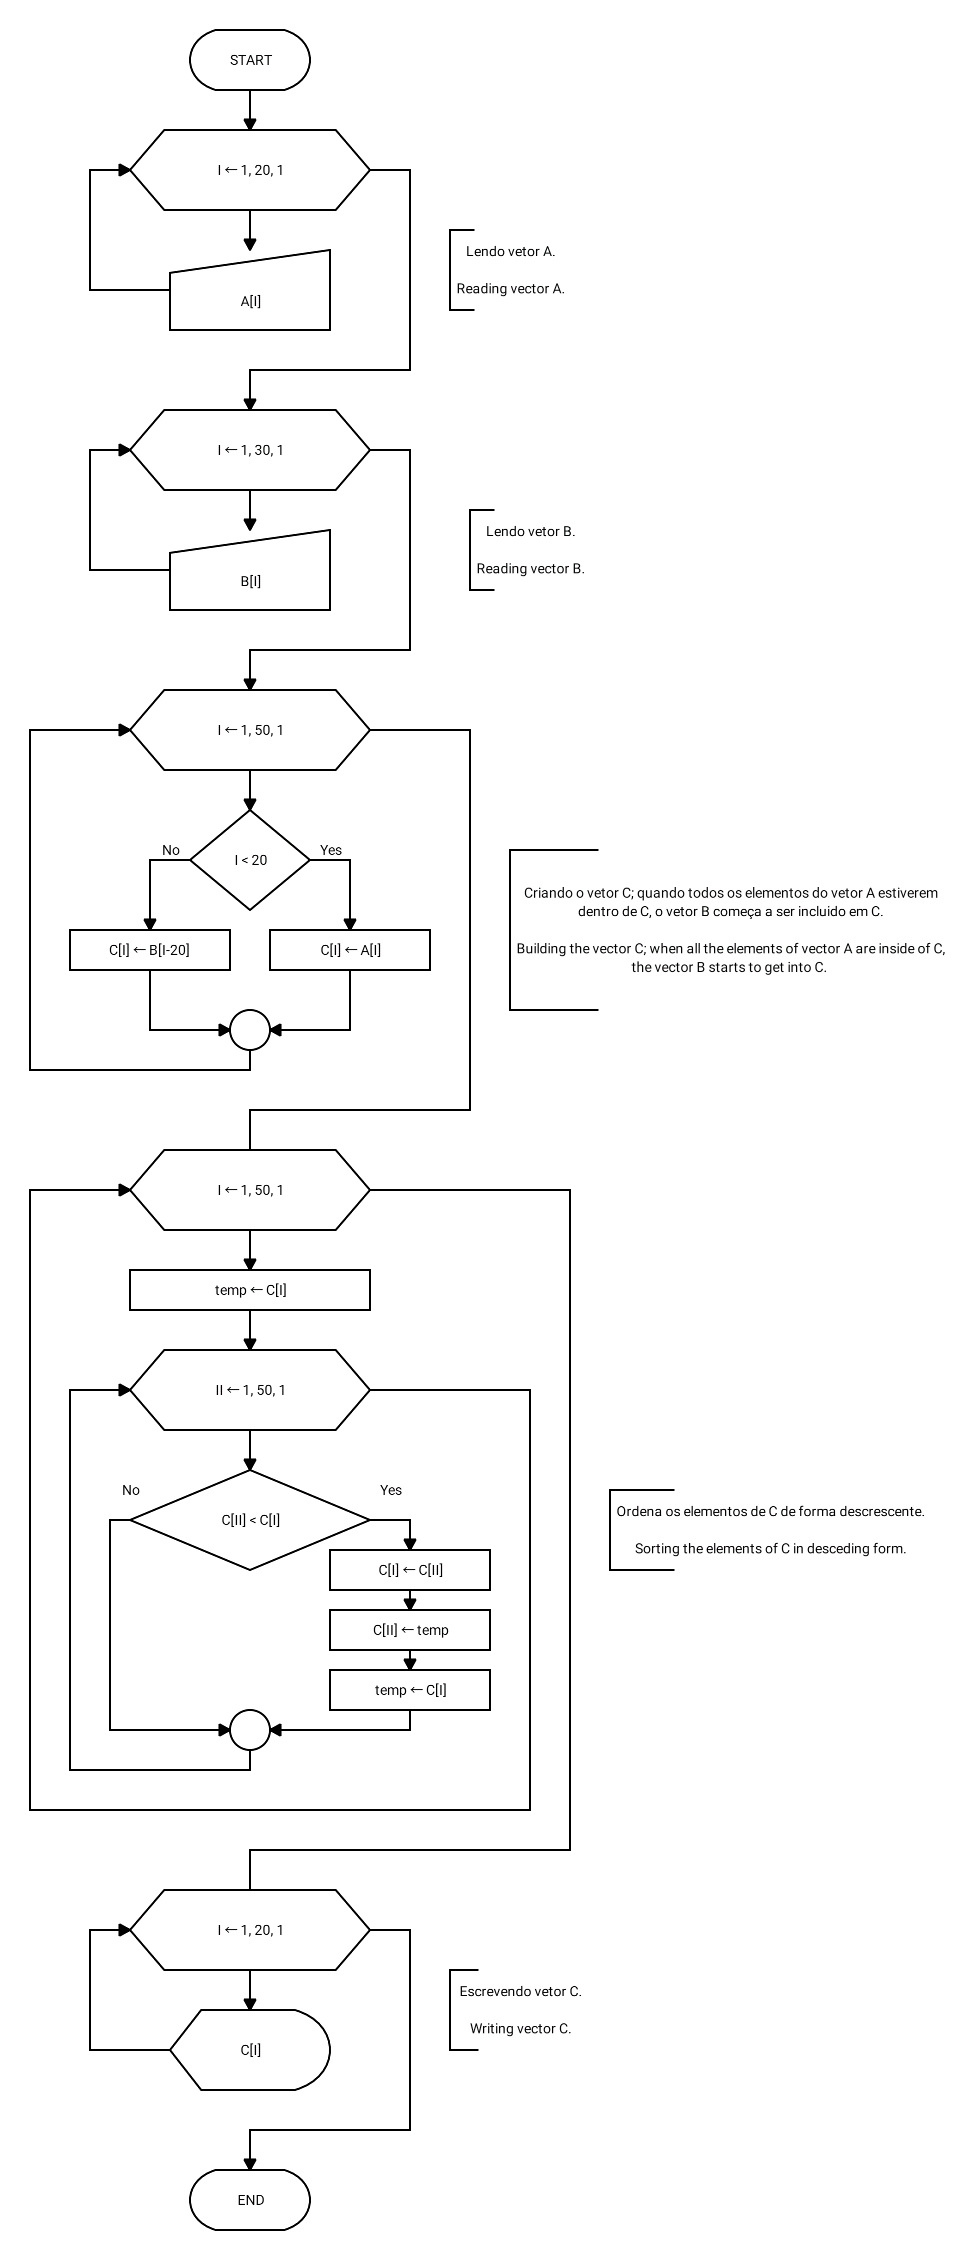 START
I ← 1, 20, 1
Lendo vetor A.
Reading vector A.
A[I]
I ← 1, 30, 1
Lendo vetor B.
Reading vector B.
B[I]
I ← 1, 50, 1
No
Yes
I < 20
C[I] ← B[I-20]
C[I] ← A[I]
Criando o vetor C; quando todos os elementos do vetor A estiverem
dentro de C, o vetor B começa a ser incluido em C.
Building the vector C; when all the elements of vector A are inside of C,
the vector B starts to get into C.
I ← 1, 50, 1
temp ← C[I]
II ← 1, 50, 1
No
Yes
C[II] < C[I]
C[I] ← C[II]
C[II] ← temp
temp ← C[I]
Ordena os elementos de C de forma descrescente.
Sorting the elements of C in desceding form.
I ← 1, 20, 1
Escrevendo vetor C.
Writing vector C.
C[I]
END